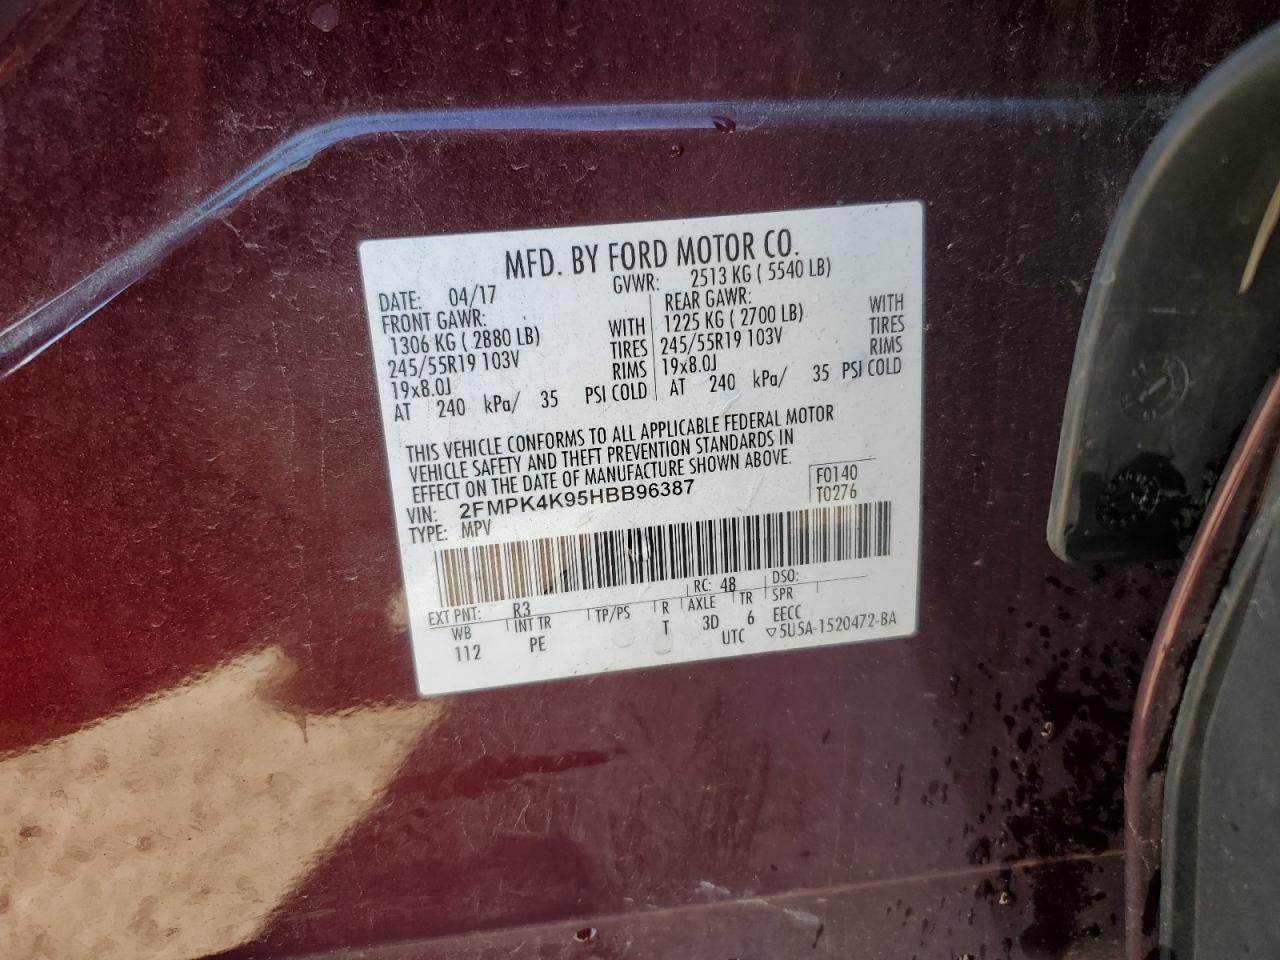 MFD. BY FORD MOTOR CO.
DATE: 04/17 GVWR: 2513 KG ( 5540 LB)
FRONT GAWR: REAR GAWR:
1306 KG ( 2880 LB) WITH 1225 KG ( 2700 LB) WITH
245/55R19 103V TIRES 245/55R19 103V TIRES
19x8.0J RIMS 19x8.0J RIMS
AT 240 kPa/ 35 PSI COLD AT 240 kPa/ 35 PSI COLD
THIS VEHICLE CONFORMS TO ALL APPLICABLE FEDERAL MOTOR
VEHICLE SAFETY AND THEFT PREVENTION STANDARDS IN
EFFECT ON THE DATE OF MANUFACTURE SHOWN ABOVE.
VIN: 2FMPK4K95HBB96387 F0140
TYPE: MPV T0276
EXT PNT: R3 RC: 48 DSO:
WB INT TR TP/PS R AXLE TR SPR
112 PE T 3D 6 EECC
UTC ▽5U5A-1520472-BA